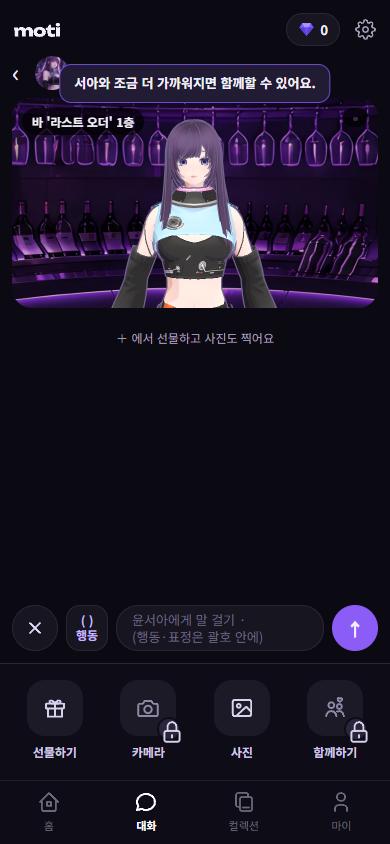 moti
0
서아와 조금 더 가까워지면 함께할 수 있어요.
바 '라스트 오더' 1층
+ 에서 선물하고 사진도 찍어요
( )
행동
윤서아에게 말 걸기 ·
(행동·표정은 괄호 안에)
선물하기 카메라 사진 함께하기
홈 대화 컬렉션 마이